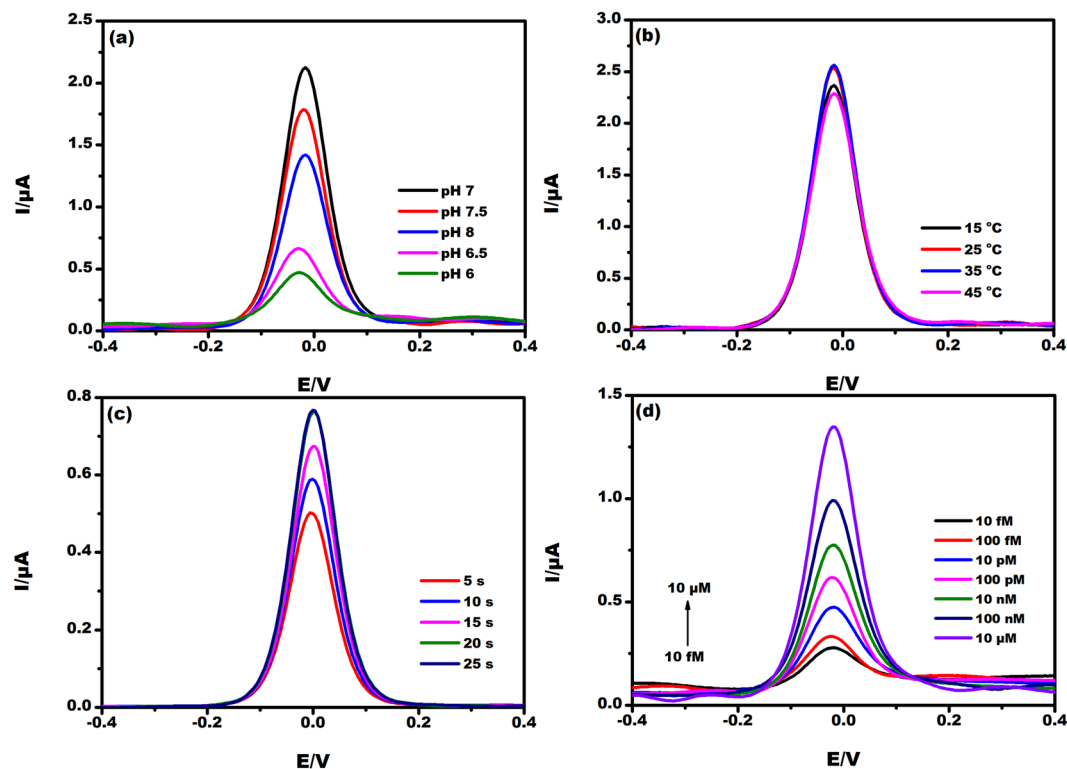 (a)
I/µA
2.5
2.0
1.5
1.0
0.5
0.0
-0.4
-0.2
0.0
0.2
0.4
E/V
pH 7
pH 7.5
pH 8
pH 6.5
pH 6
(b)
I/µA
3.0
2.5
2.0
1.5
1.0
0.5
0.0
-0.4
-0.2
0.0
0.2
0.4
E/V
15 °C
25 °C
35 °C
45 °C
(c)
I/µA
0.8
0.6
0.4
0.2
0.0
-0.4
-0.2
0.0
0.2
0.4
E/V
5 s
10 s
15 s
20 s
25 s
(d)
I/µA
1.5
1.0
0.5
0.0
-0.4
-0.2
0.0
0.2
0.4
E/V
10 µM
10 fM
10 fM
100 fM
10 pM
100 pM
10 nM
100 nM
10 µM